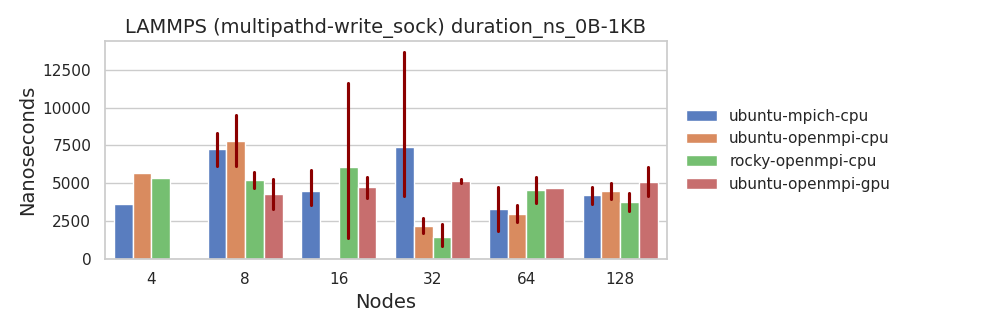 LAMMPS (multipathd-write_sock) duration_ns_0B-1KB
12500
10000
7500
5000
2500
0
Nanoseconds
4 8 16 32 64 128
Nodes
ubuntu-mpich-cpu
ubuntu-openmpi-cpu
rocky-openmpi-cpu
ubuntu-openmpi-gpu